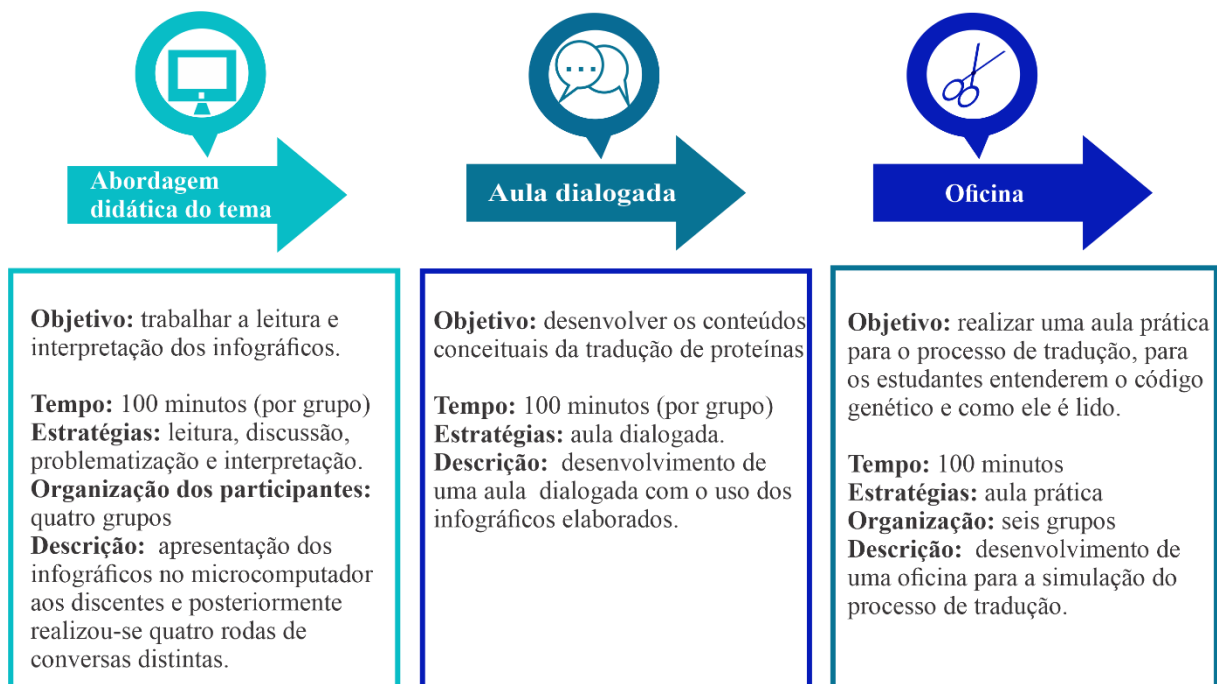 Abordagem
didática do tema
Objetivo: trabalhar a leitura e
interpretação dos infográficos.
Tempo: 100 minutos (por grupo)
Estratégias: leitura, discussão,
problematização e interpretação.
Organização dos participantes:
quatro grupos
Descrição: apresentação dos
infográficos no microcomputador
aos discentes e posteriormente
realizou-se quatro rodas de
conversas distintas.
Aula dialogada
Objetivo: desenvolver os conteúdos
conceituais da tradução de proteínas
Tempo: 100 minutos (por grupo)
Estratégias: aula dialogada.
Descrição: desenvolvimento de
uma aula dialogada com o uso dos
infográficos elaborados.
Oficina
Objetivo: realizar uma aula prática
para o processo de tradução, para
os estudantes entenderem o código
genético e como ele é lido.
Tempo: 100 minutos
Estratégias: aula prática
Organização: seis grupos
Descrição: desenvolvimento de
uma oficina para a simulação do
processo de tradução.